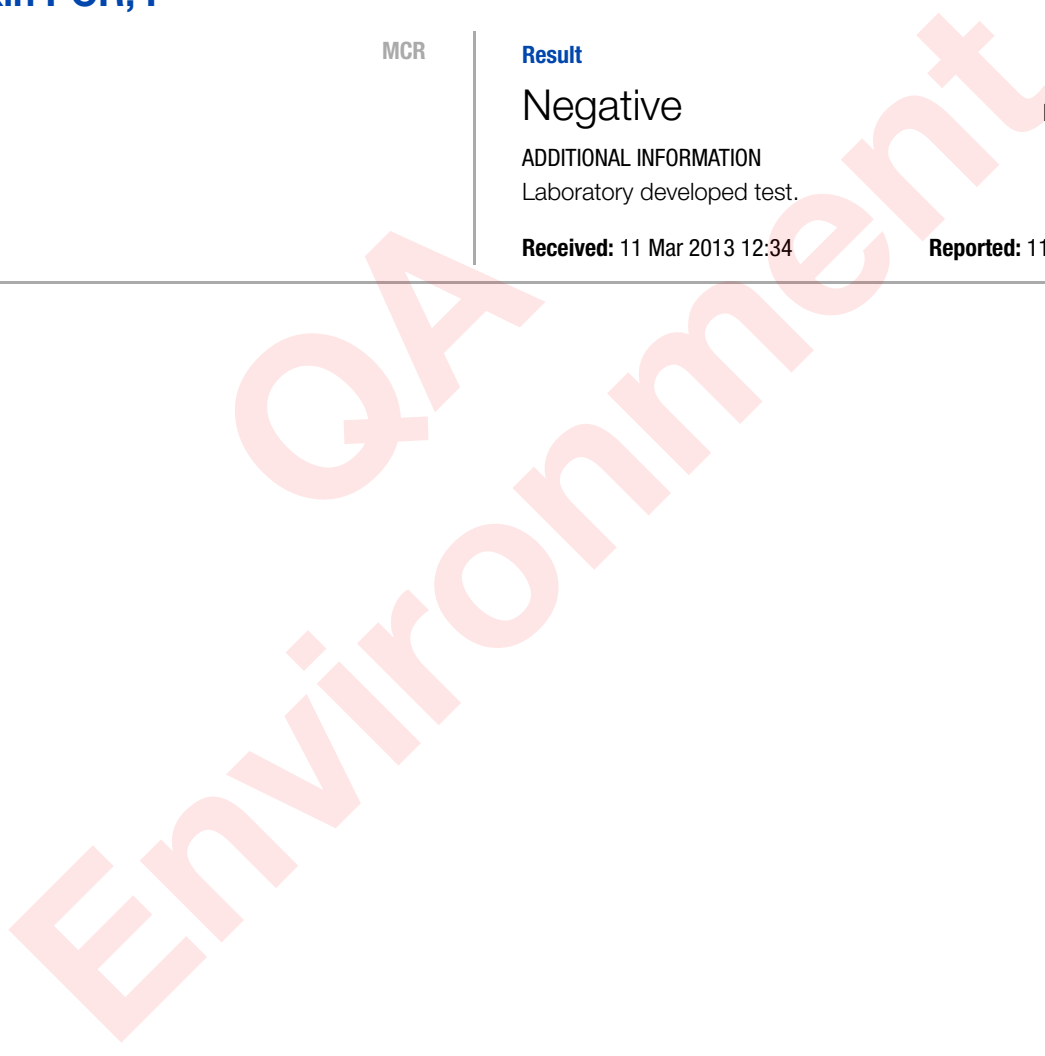 MCR
Result
Negative
ADDITIONAL INFORMATION
Laboratory developed test.
Received: 11 Mar 2013 12:34 Reported: 11
QA
Environment